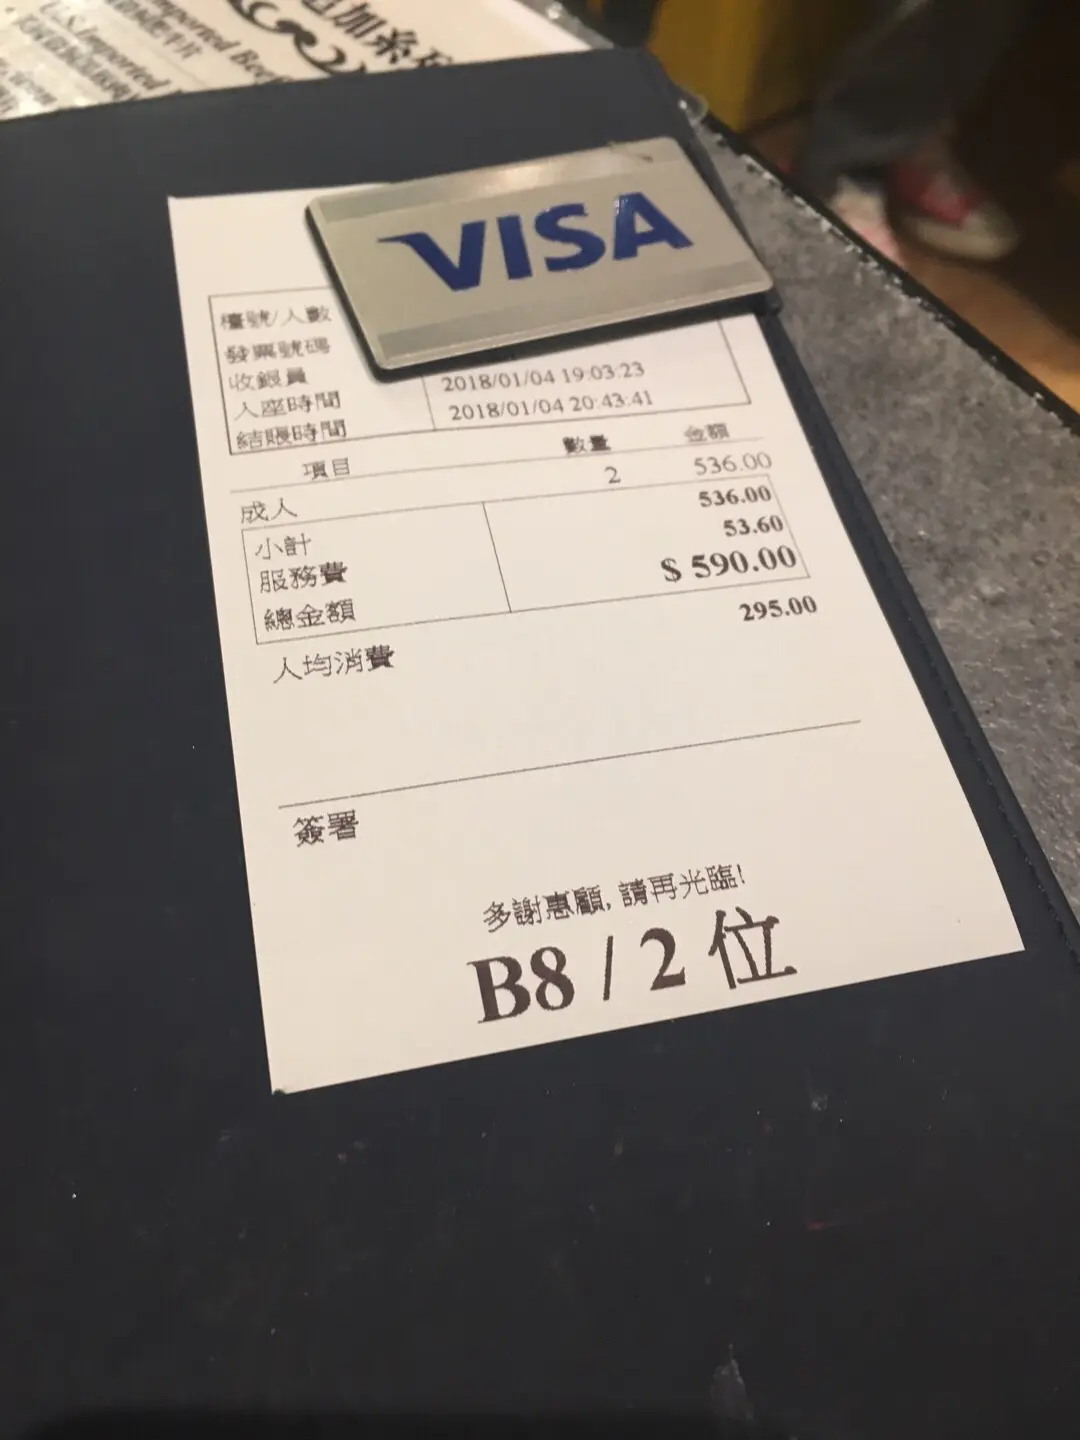 Imported Beef
U.S. imported
VISA
檯號/人數
發票號碼
收銀員
入座時間 2018/01/04 19:03:23
結賬時間 2018/01/04 20:43:41
項目 數量 金額
成人 2 536.00
小計 536.00
服務費 53.60
總金額 $ 590.00
人均消費 295.00
簽署
多謝惠顧, 請再光臨!
B8 / 2 位